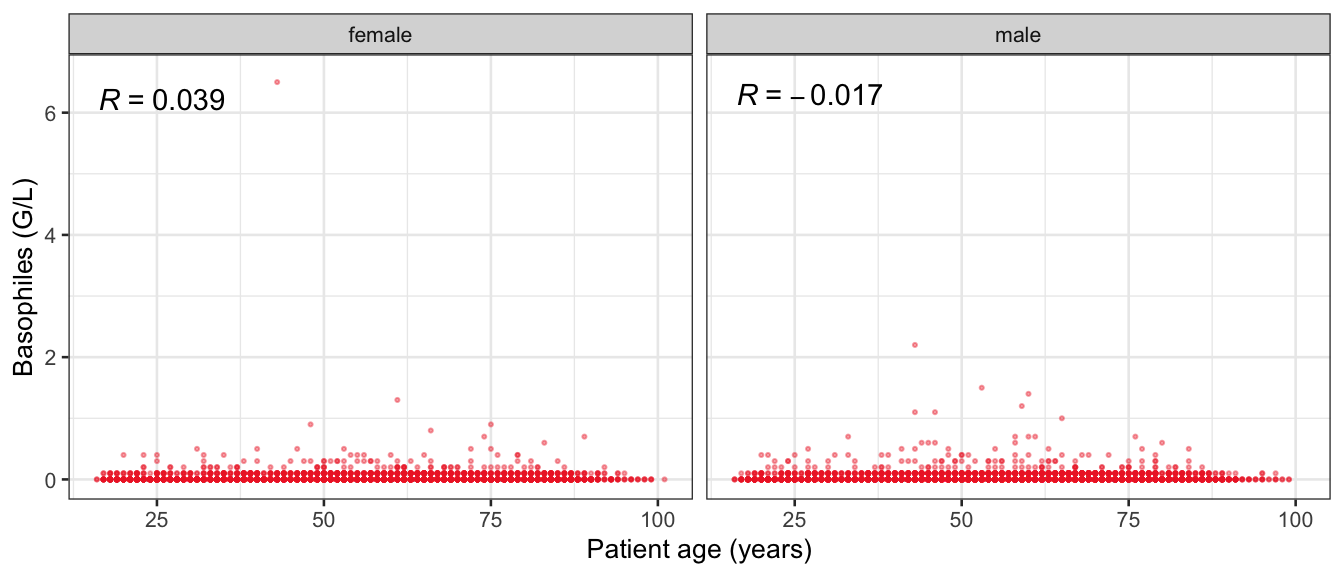 female
male
R = 0.039
R = −0.017
Basophiles (G/L)
6
4
2
0
25 50 75 100
25 50 75 100
Patient age (years)